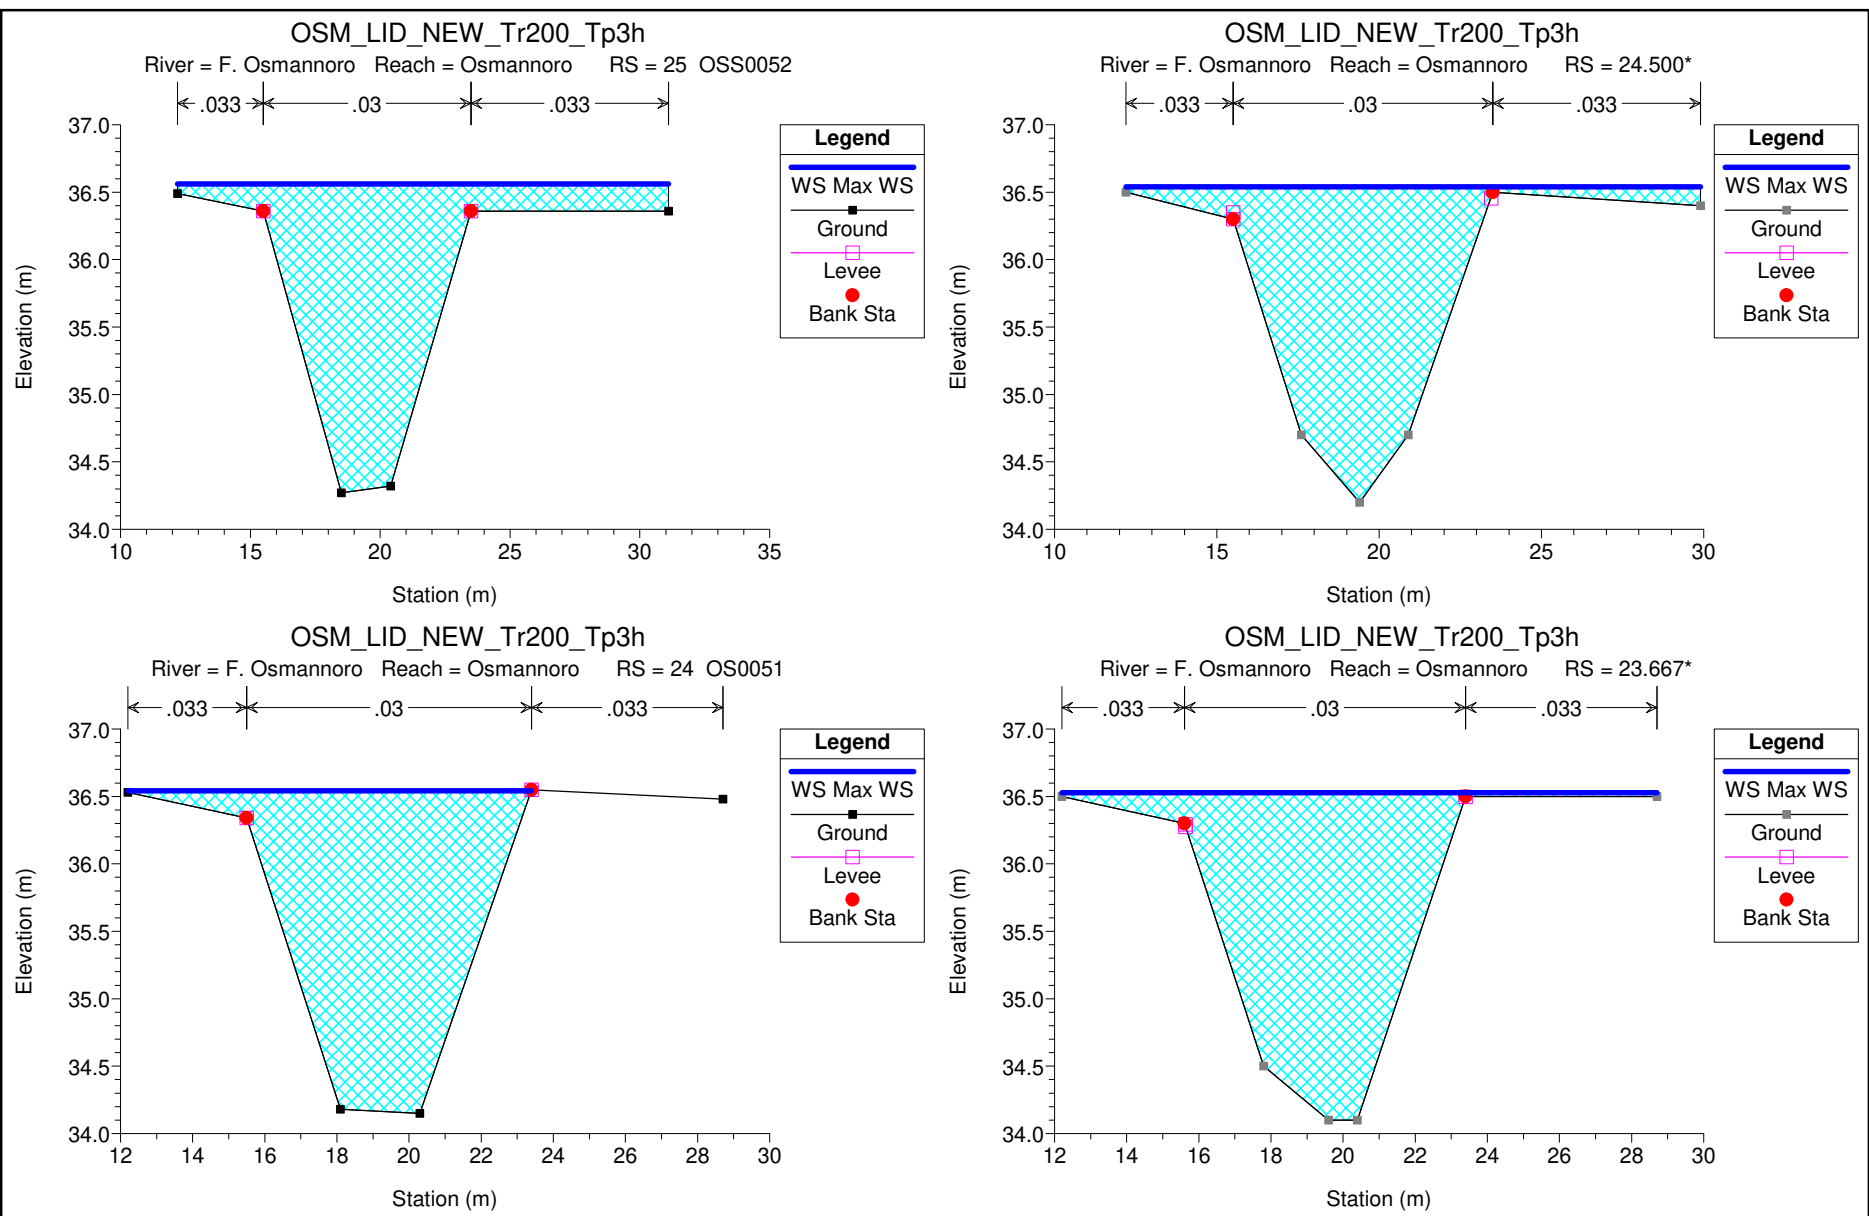 OSM_LID_NEW_Tr200_Tp3h
River = F. Osmannoro Reach = Osmannoro RS = 25 OSS0052
.033 .03 .033
37.0
36.5
36.0
35.5
35.0
34.5
34.0
Elevation (m)
10 15 20 25 30 35
Station (m)
Legend
WS Max WS
Ground
Levee
Bank Sta
OSM_LID_NEW_Tr200_Tp3h
River = F. Osmannoro Reach = Osmannoro RS = 24.500*
.033 .03 .033
37.0
36.5
36.0
35.5
35.0
34.5
34.0
Elevation (m)
10 15 20 25 30
Station (m)
Legend
WS Max WS
Ground
Levee
Bank Sta
OSM_LID_NEW_Tr200_Tp3h
River = F. Osmannoro Reach = Osmannoro RS = 24 OS0051
.033 .03 .033
37.0
36.5
36.0
35.5
35.0
34.5
34.0
Elevation (m)
12 14 16 18 20 22 24 26 28 30
Station (m)
Legend
WS Max WS
Ground
Levee
Bank Sta
OSM_LID_NEW_Tr200_Tp3h
River = F. Osmannoro Reach = Osmannoro RS = 23.667*
.033 .03 .033
37.0
36.5
36.0
35.5
35.0
34.5
34.0
Elevation (m)
12 14 16 18 20 22 24 26 28 30
Station (m)
Legend
WS Max WS
Ground
Levee
Bank Sta